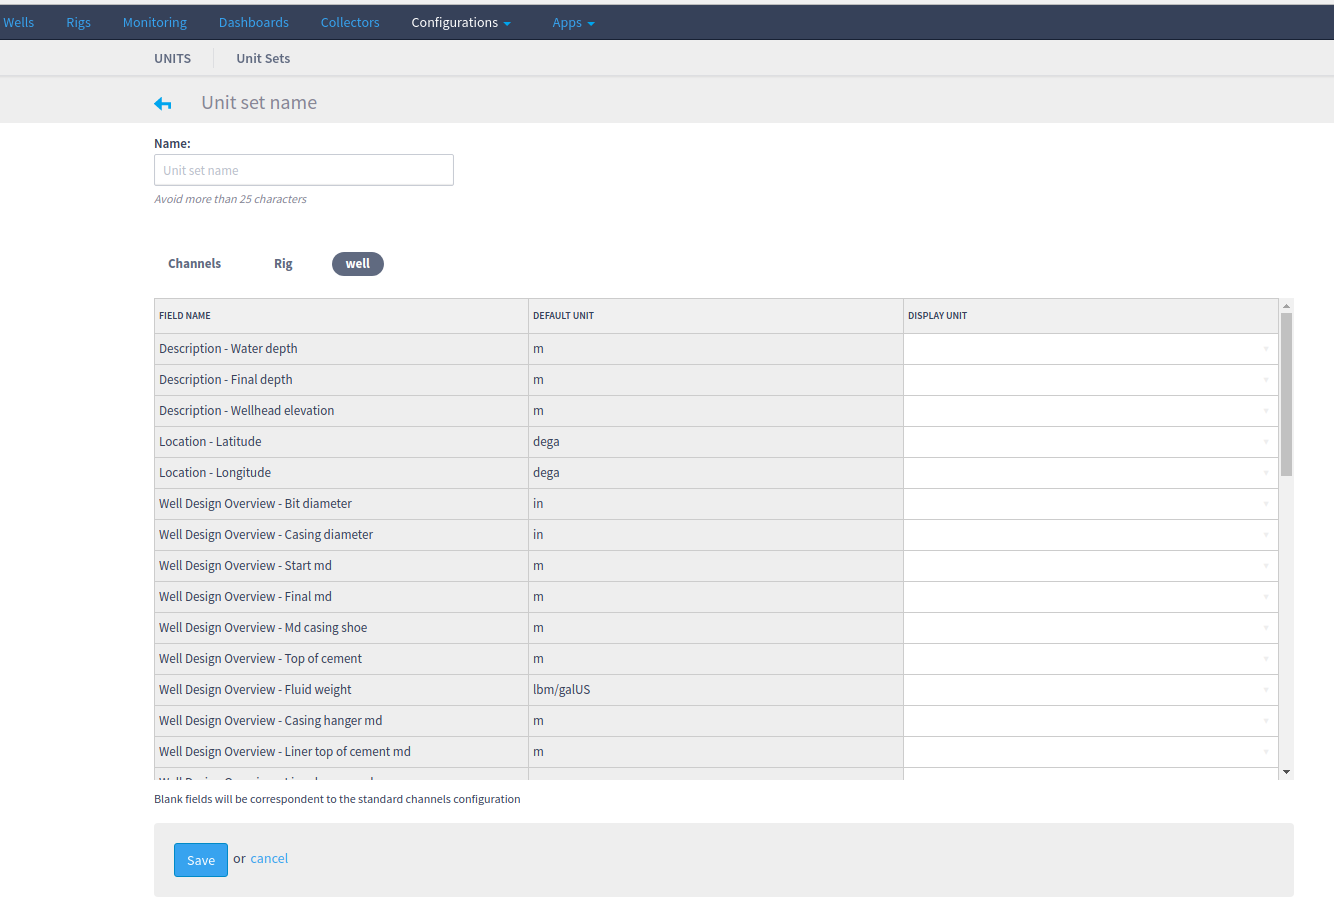 Wells Rigs Monitoring Dashboards Collectors Configurations Apps
UNITS Unit Sets
Unit set name
Name:
Unit set name
Avoid more than 25 characters
Channels Rig well
FIELD NAME DEFAULT UNIT DISPLAY UNIT
Description - Water depth m
Description - Final depth m
Description - Wellhead elevation m
Location - Latitude dega
Location - Longitude dega
Well Design Overview - Bit diameter in
Well Design Overview - Casing diameter in
Well Design Overview - Start md m
Well Design Overview - Final md m
Well Design Overview - Md casing shoe m
Well Design Overview - Top of cement m
Well Design Overview - Fluid weight lbm/galUS
Well Design Overview - Casing hanger md m
Well Design Overview - Liner top of cement md m
Blank fields will be correspondent to the standard channels configuration
Save or cancel